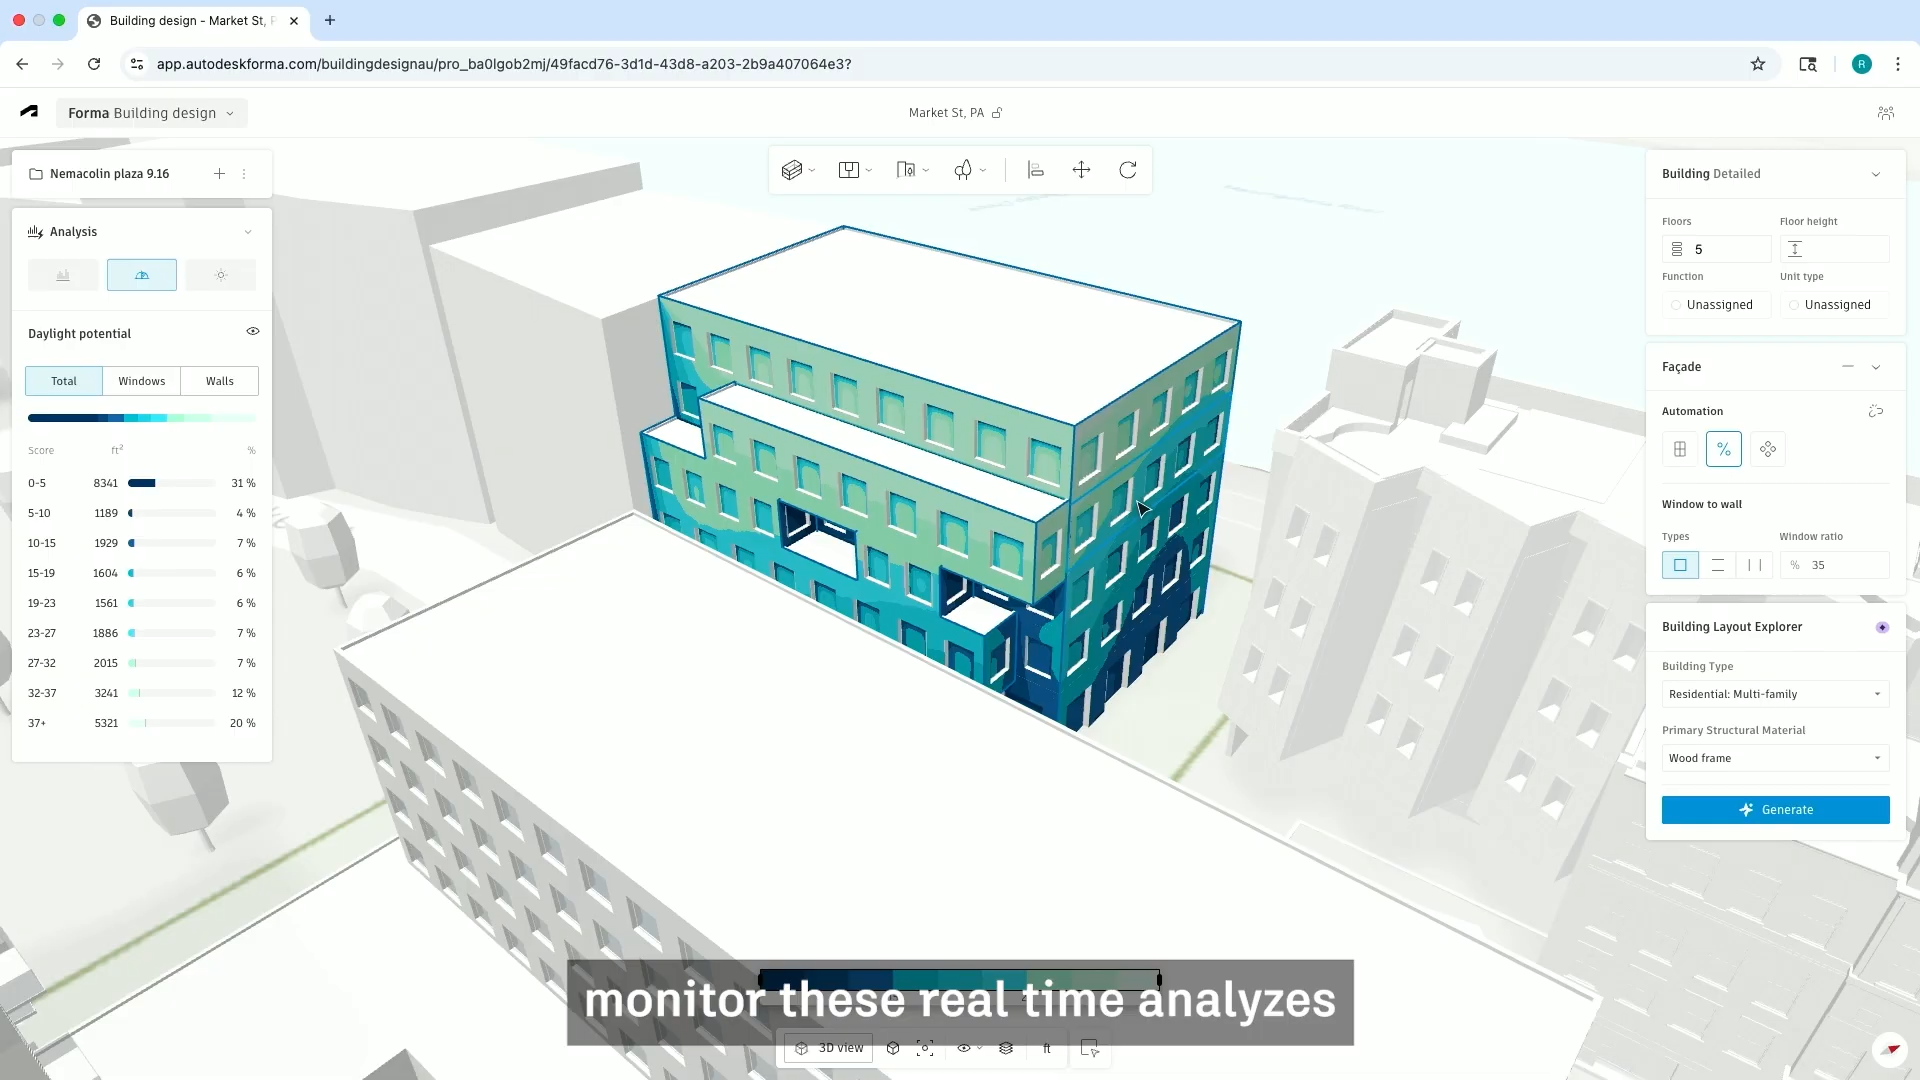 Building design - Market St, P
app.autodeskforma.com/buildingdesignau/pro_ba0lgob2mj/49facd76-3d1d-43d8-a203-2b9a407064e3?
R
Forma Building design
Market St, PA
Nemacolin plaza 9.16
Analysis
Daylight potential
Total Windows Walls
Score ft² %
0-5 8341 31 %
5-10 1189 4 %
10-15 1929 7 %
15-19 1604 6 %
19-23 1561 6 %
23-27 1886 7 %
27-32 2015 7 %
32-37 3241 12 %
37+ 5321 20 %
Building Detailed
Floors Floor height
5
Function Unit type
Unassigned Unassigned
Façade
Automation
%
Window to wall
Types Window ratio
% 35
Building Layout Explorer
Building Type
Residential: Multi-family
Primary Structural Material
Wood frame
Generate
monitor these real time analyzes
3D view ft